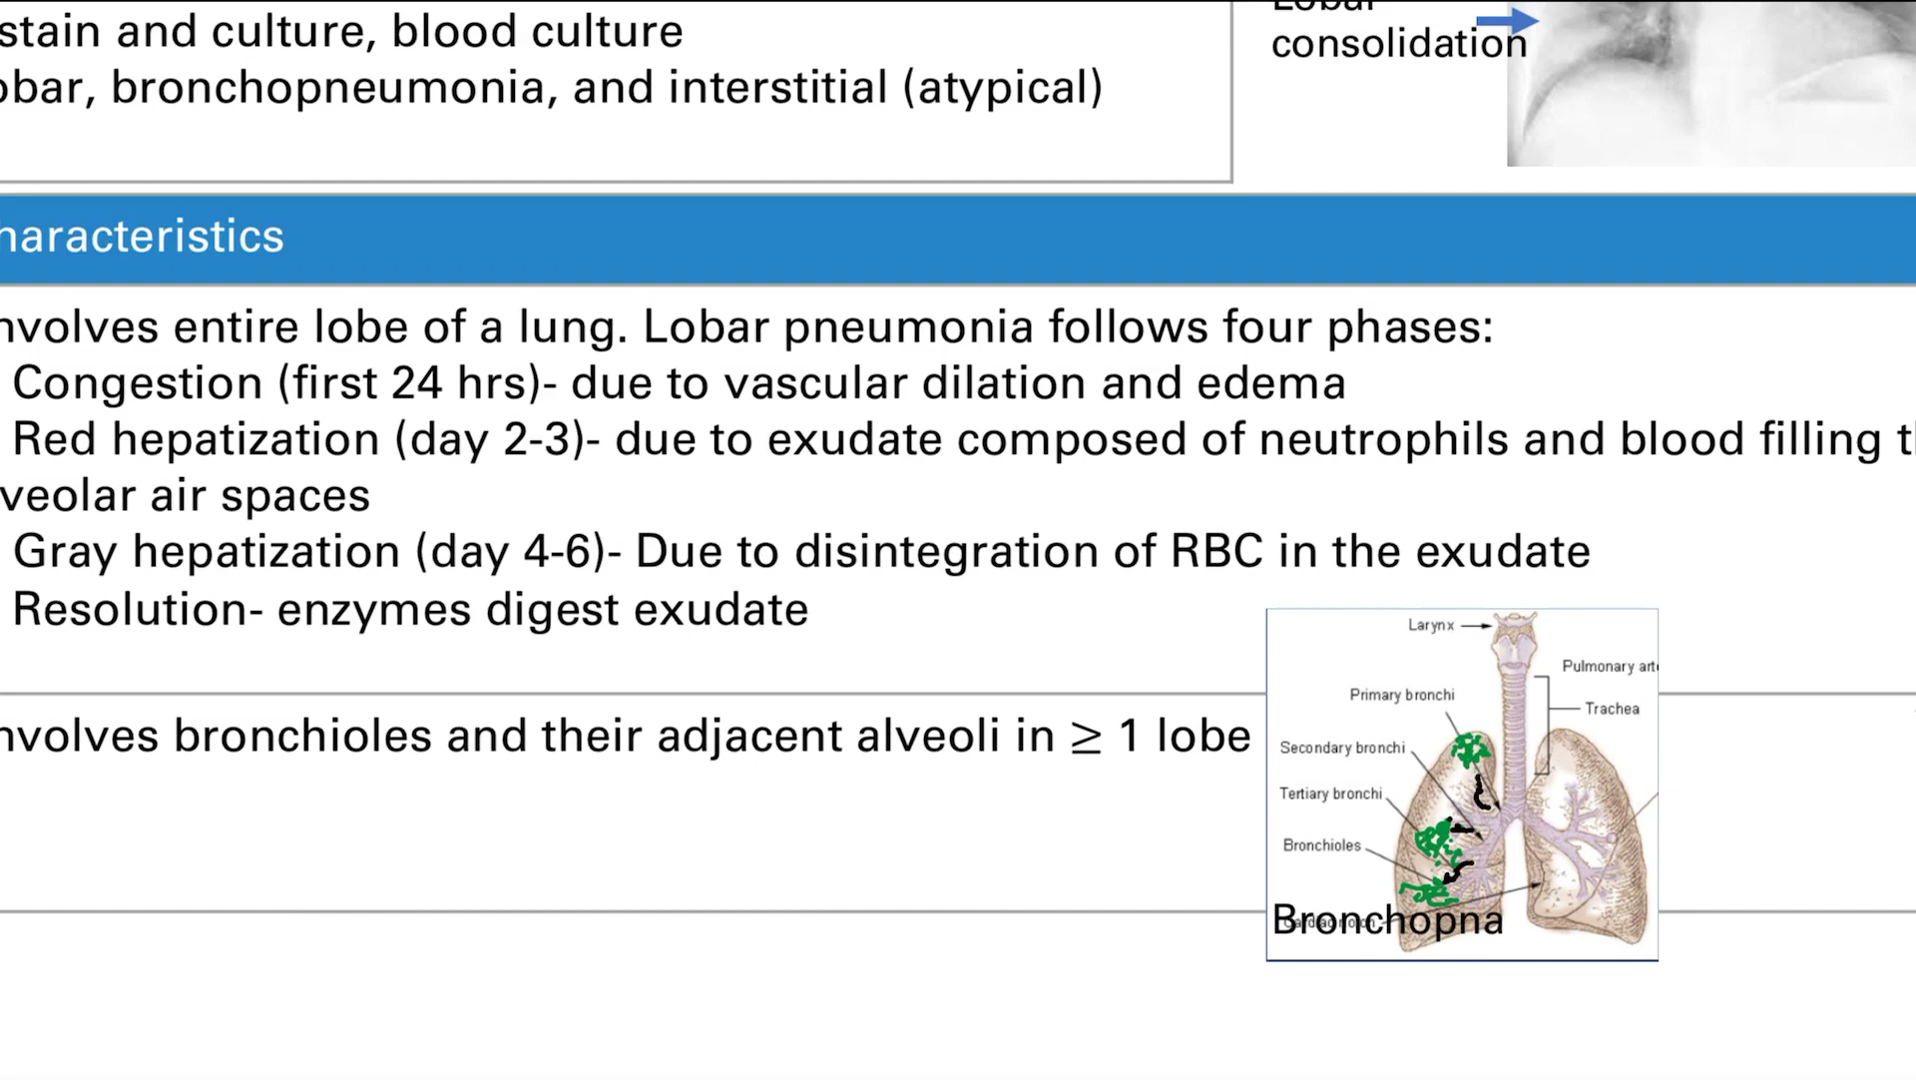 stain and culture, blood culture
obar, bronchopneumonia, and interstitial (atypical)
Lobar
consolidation
haracteristics
nvolves entire lobe of a lung. Lobar pneumonia follows four phases:
Congestion (first 24 hrs)- due to vascular dilation and edema
Red hepatization (day 2-3)- due to exudate composed of neutrophils and blood filling th
veolar air spaces
Gray hepatization (day 4-6)- Due to disintegration of RBC in the exudate
Resolution- enzymes digest exudate
nvolves bronchioles and their adjacent alveoli in ≥ 1 lobe
Larynx
Pulmonary arte
Primary bronchi
Trachea
Secondary bronchi
Tertiary bronchi
Bronchioles
Bronchopna